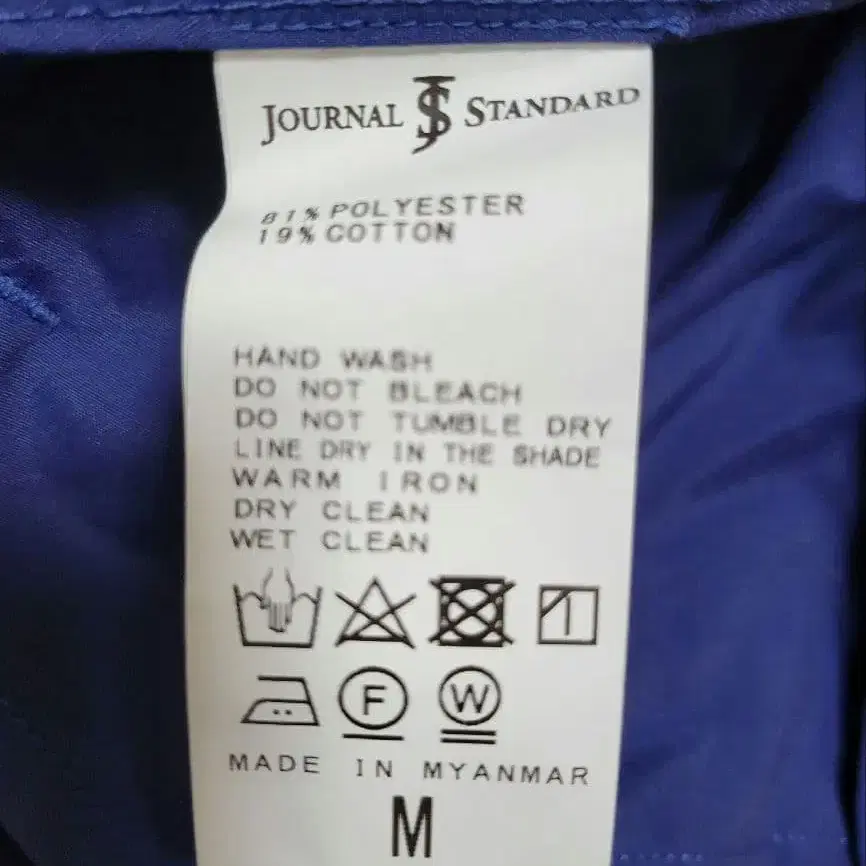 JOURNAL JS STANDARD
81% POLYESTER
19% COTTON
HAND WASH
DO NOT BLEACH
DO NOT TUMBLE DRY
LINE DRY IN THE SHADE
WARM IRON
DRY CLEAN
WET CLEAN
F W
MADE IN MYANMAR
M